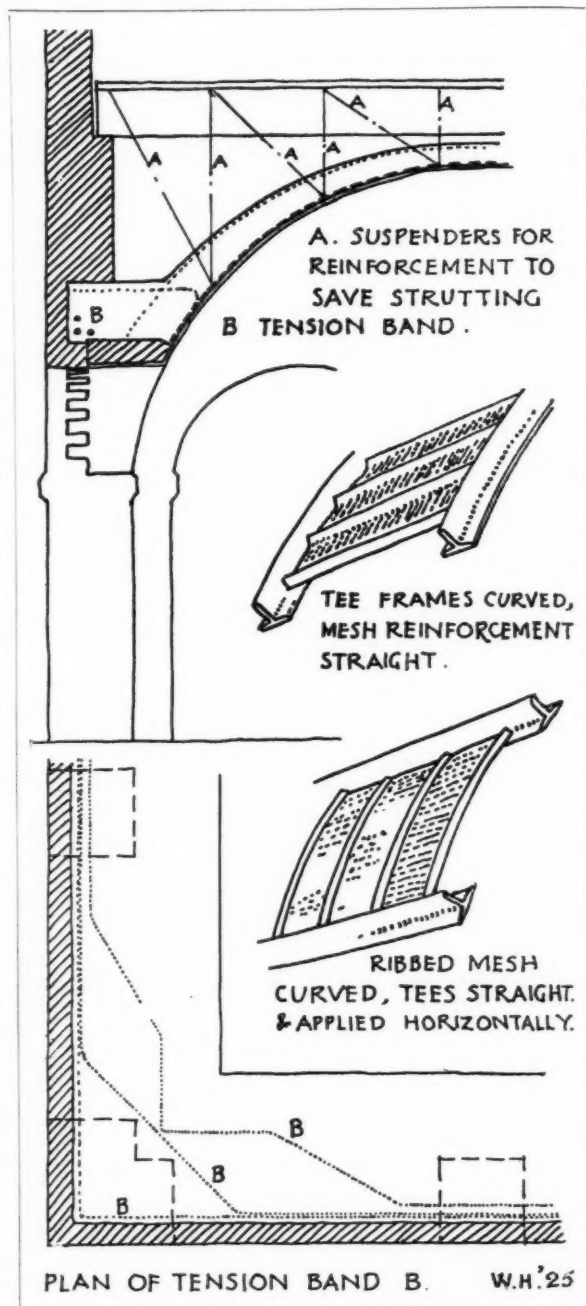 A A A A A A
A. SUSPENDERS FOR
REINFORCEMENT TO
SAVE STRUTTING
B TENSION BAND.
B
TEE FRAMES CURVED,
MESH REINFORCEMENT
STRAIGHT.
RIBBED MESH
CURVED, TEES STRAIGHT.
& APPLIED HORIZONTALLY.
B
B
B
PLAN OF TENSION BAND B. W.H.'25